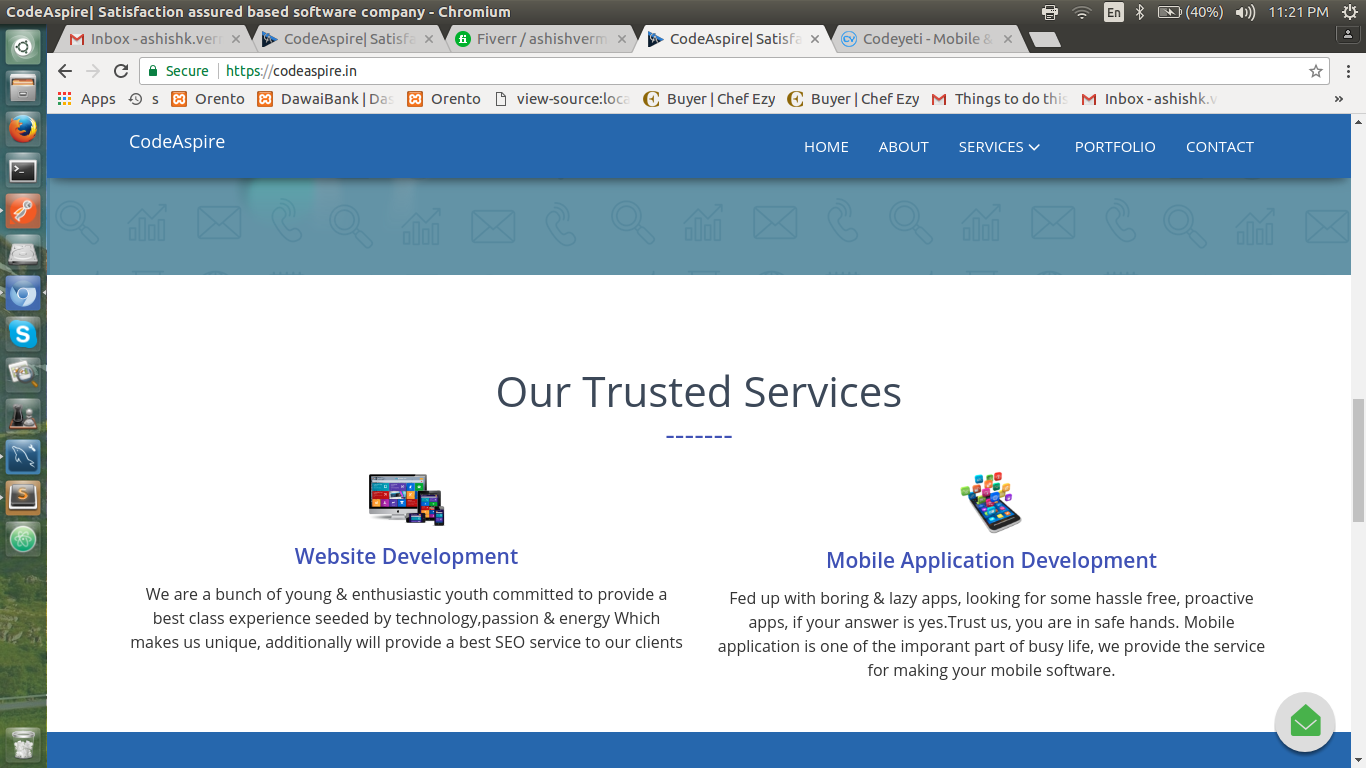 CodeAspire| Satisfaction assured based software company - Chromium
En
(40%)
11:21 PM
Inbox - ashishk.ver
CodeAspire| Satisfa
Fiverr / ashishverm
CodeAspire| Satisfa
Codeyeti - Mobile &
Secure
https://codeaspire.in
Apps
s
Orento
DawaiBank | Das
Orento
view-source:loca
Buyer | Chef Ezy
Buyer | Chef Ezy
Things to do this
Inbox - ashishk.v
»
CodeAspire
HOME
ABOUT
SERVICES
PORTFOLIO
CONTACT
Our Trusted Services
-------
Website Development
We are a bunch of young & enthusiastic youth committed to provide a
best class experience seeded by technology,passion & energy Which
makes us unique, additionally will provide a best SEO service to our clients
Mobile Application Development
Fed up with boring & lazy apps, looking for some hassle free, proactive
apps, if your answer is yes.Trust us, you are in safe hands. Mobile
application is one of the imporant part of busy life, we provide the service
for making your mobile software.